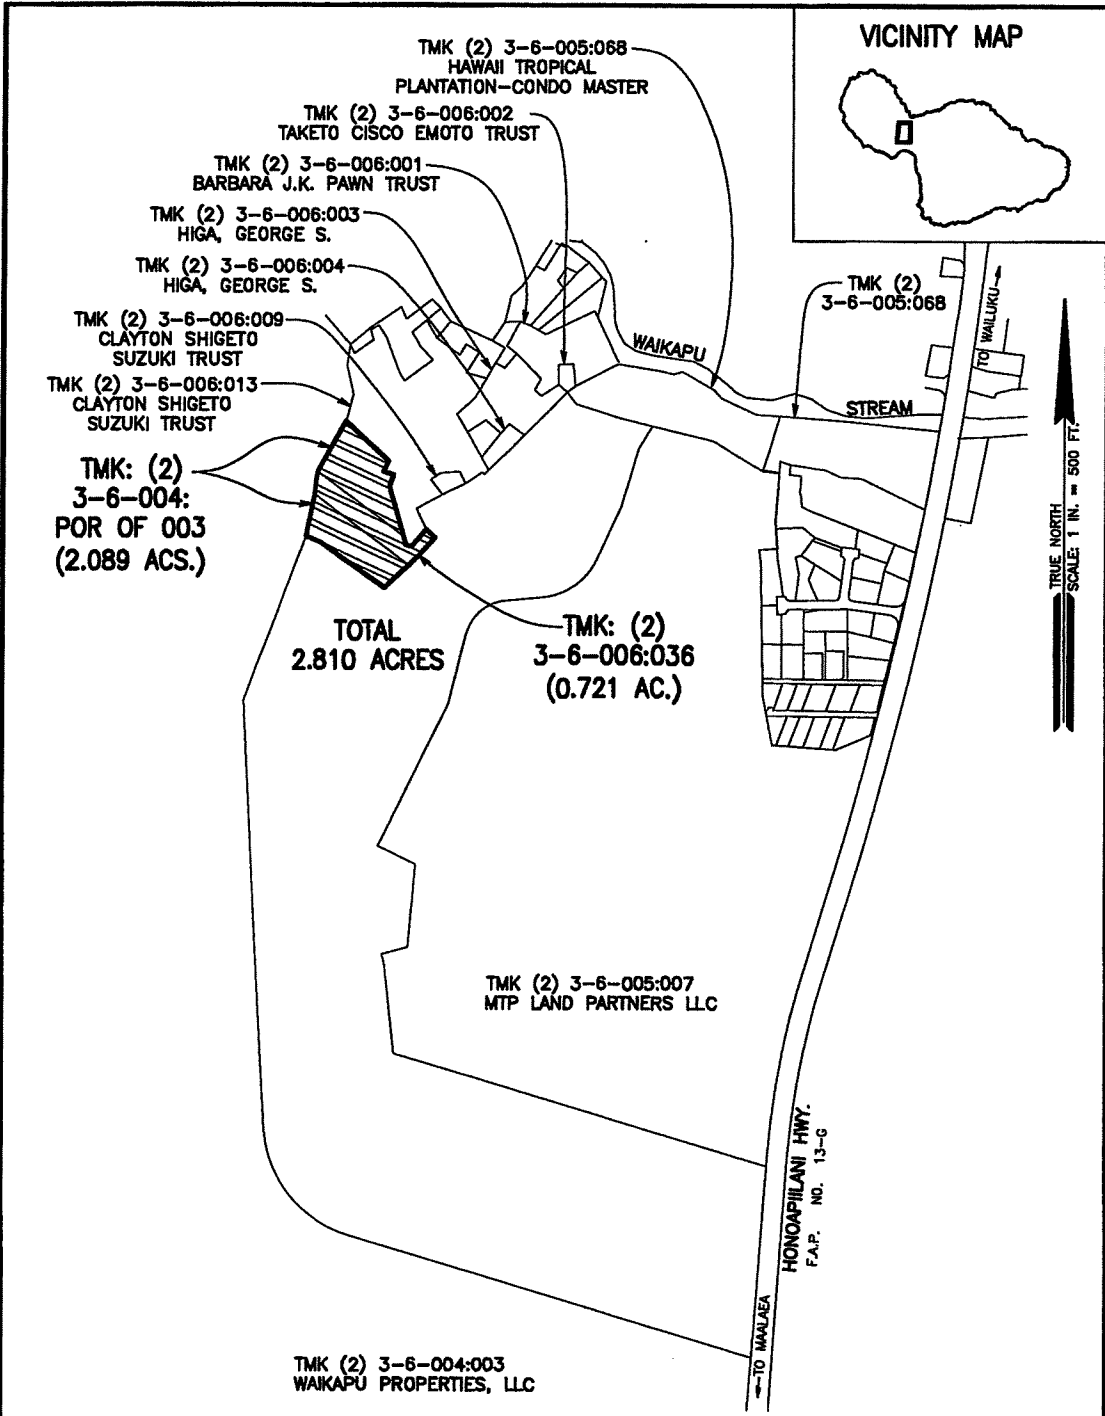 VICINITY MAP
TMK (2) 3-6-005:068
HAWAII TROPICAL
PLANTATION-CONDO MASTER
TMK (2) 3-6-006:002
TAKETO CISCO EMOTO TRUST
TMK (2) 3-6-006:001
BARBARA J.K. PAWN TRUST
TMK (2) 3-6-006:003
HIGA, GEORGE S.
TMK (2) 3-6-006:004
HIGA, GEORGE S.
TMK (2) 3-6-006:009
CLAYTON SHIGETO
SUZUKI TRUST
TMK (2) 3-6-006:013
CLAYTON SHIGETO
SUZUKI TRUST
TMK: (2)
3-6-004:
POR OF 003
(2.089 ACS.)
TMK (2)
3-6-005:068
TO WAILUKU
WAIKAPU
STREAM
TRUE NORTH
SCALE: 1 IN. = 500 FT.
TOTAL
2.810 ACRES
TMK: (2)
3-6-006:036
(0.721 AC.)
TMK (2) 3-6-005:007
MTP LAND PARTNERS LLC
HONOAPIILANI HWY.
F.A.P. NO. 13-G
TO MAALAEA
TMK (2) 3-6-004:003
WAIKAPU PROPERTIES, LLC